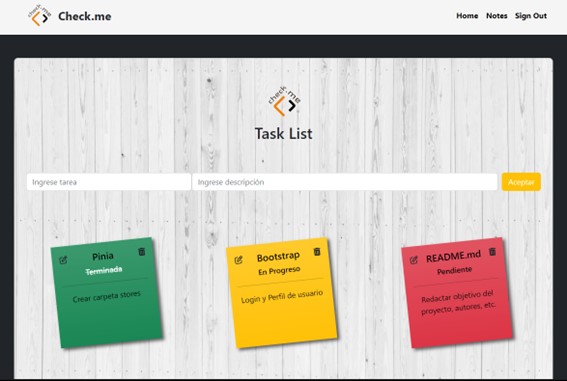 check.me
Check.me
Home Notes Sign Out
check.me
Task List
Ingrese tarea
Ingrese descripción
Aceptar
Pinia
Terminada
Crear carpeta stores
Bootstrap
En Progreso
Login y Perfil de usuario
README.md
Pendiente
Redactar objetivo del
proyecto, autores, etc.